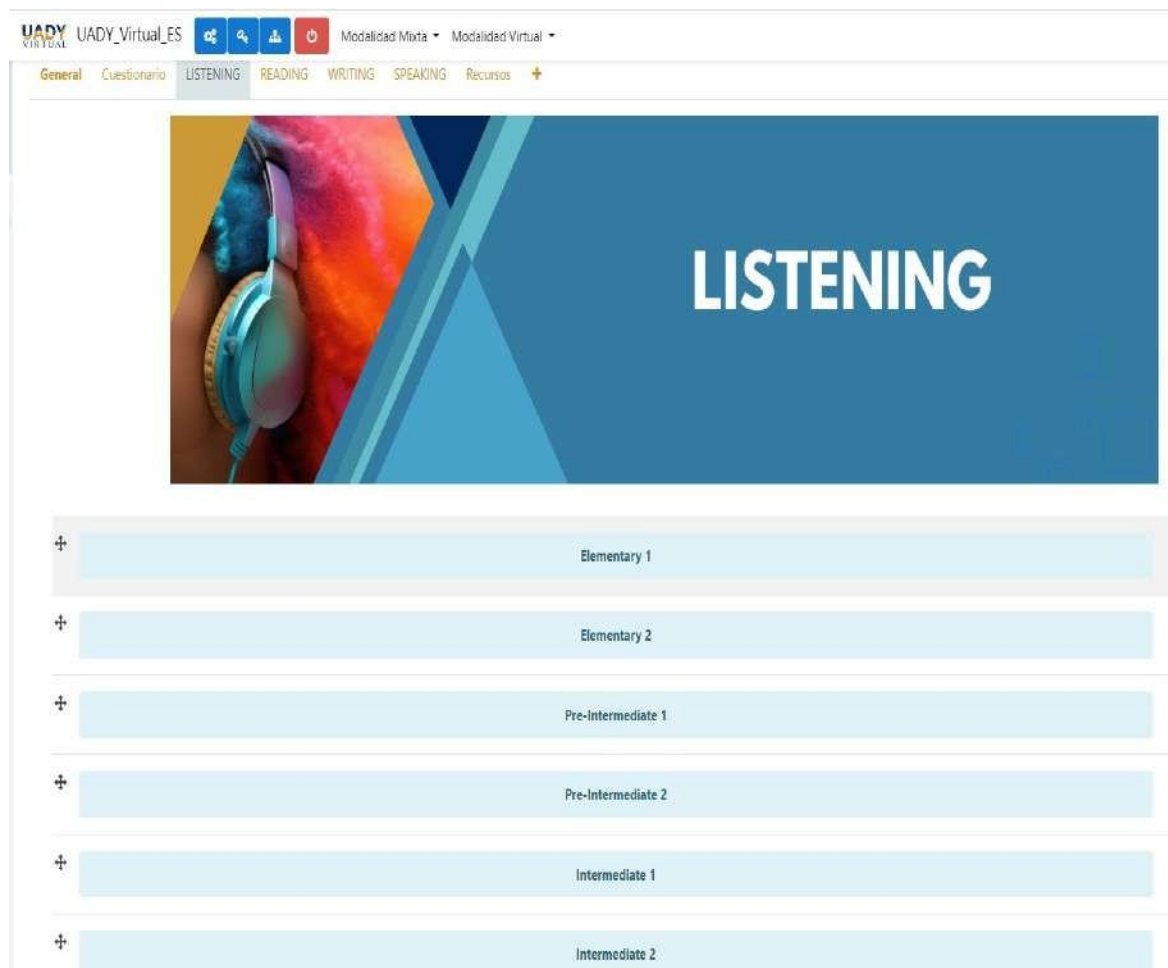 UADY VIRTUAL UADY_Virtual_ES Modalidad Mixta Modalidad Virtual
General Cuestionario LISTENING READING WRITING SPEAKING Recursos +
LISTENING
Elementary 1
Elementary 2
Pre-Intermediate 1
Pre-Intermediate 2
Intermediate 1
Intermediate 2